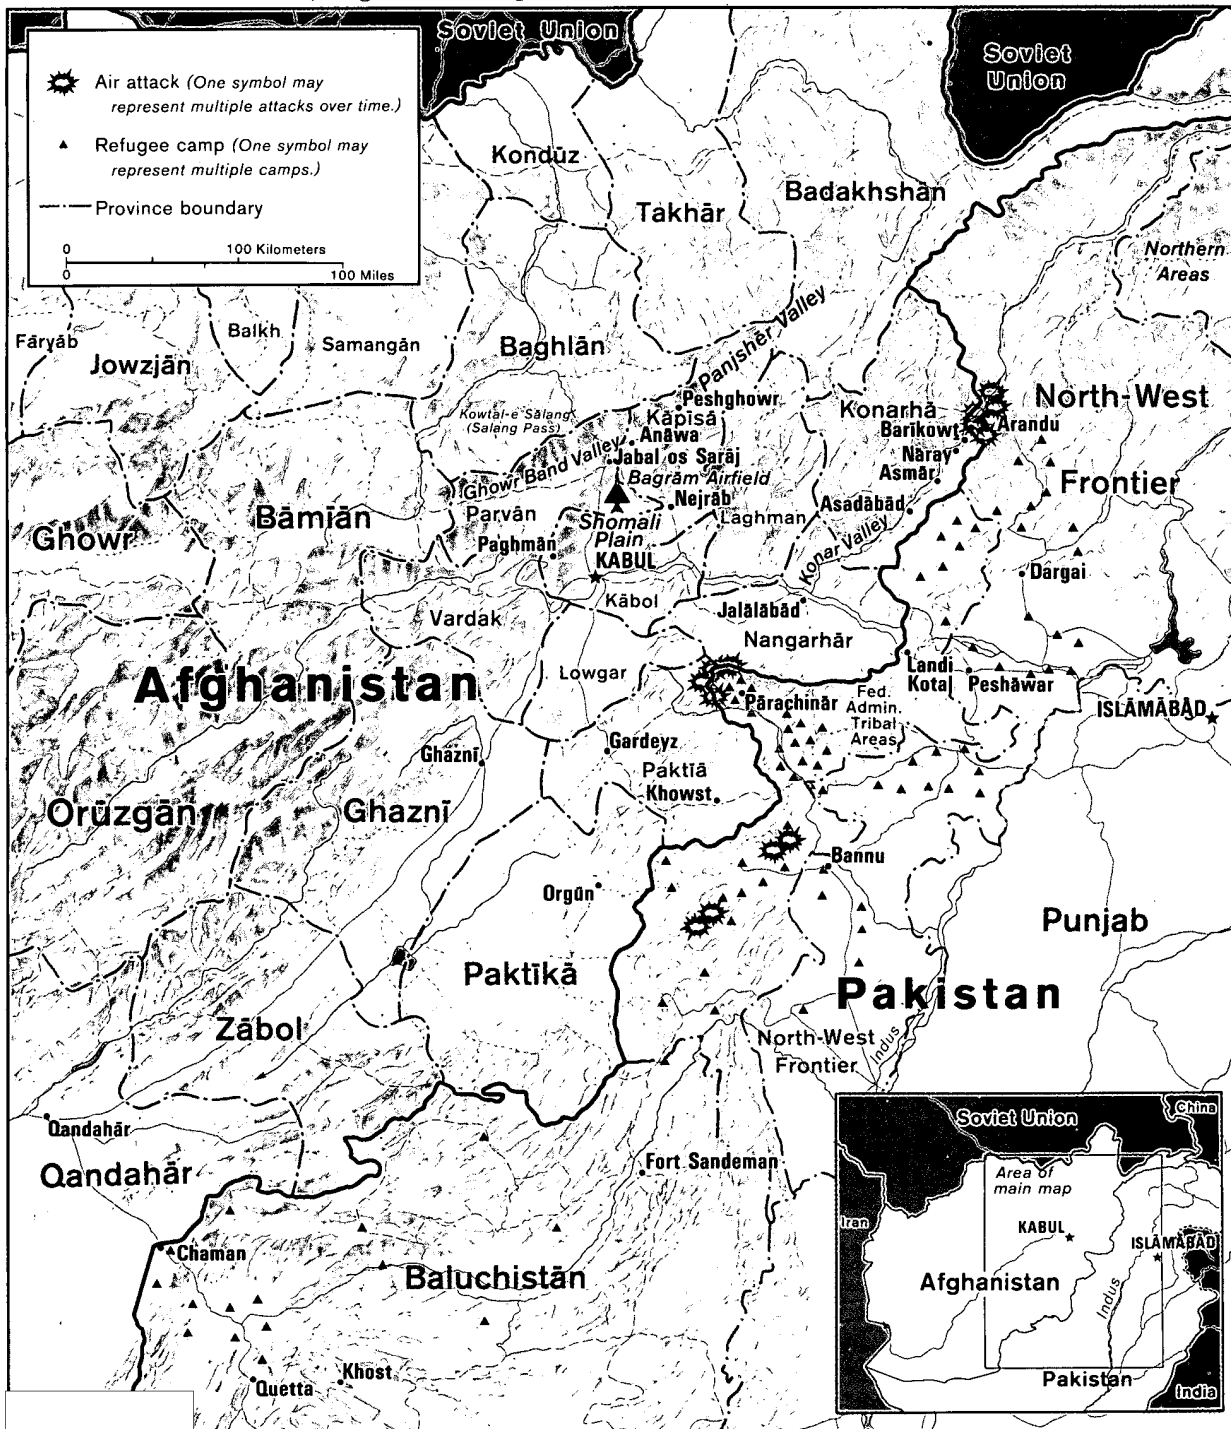 Soviet Union
Soviet
Union
Air attack (One symbol may
represent multiple attacks over time.)
Refugee camp (One symbol may
represent multiple camps.)
Province boundary
0 100 Kilometers
0 100 Miles
Kondūz
Takhār
Badakhshān
Northern
Areas
Fāryāb
Jowzjān
Balkh
Samangān
Baghlān
Panjshēr Valley
Peshghowr
Kāpīsā
Anāwa
Kowtal-e Sālang
(Salang Pass)
Ghowr Band Valley
Jabal os Sarāj
Bagrām Airfield
Nejrāb
Konarhā
Barīkowt
Arandu
Nāray
Asmār
North-West
Frontier
Ghowr
Bāmīān
Parvān
Shomali
Plain
Laghman
Asadābād
Konar Valley
Paghmān
KABUL
Kābol
Dargai
Vardak
Jalālābād
Nangarhār
Afghanistan
Lowgar
Landi
Kotal
Peshāwar
Pārachinār
Fed.
Admin.
Tribal
Areas
ISLĀMĀBĀD
Ghaznī
Gardeyz
Paktīā
Khowst
Orūzgān
Ghaznī
Bannu
Orgūn
Punjab
Paktīkā
Pakistan
Zābol
North-West
Frontier
Indus
Qandahār
Qandahār
Fort Sandeman
Chaman
Baluchistān
Khost
Quetta
Soviet Union
China
Area of
main map
Iran
KABUL
ISLĀMĀBĀD
Afghanistan
Indus
Pakistan
India